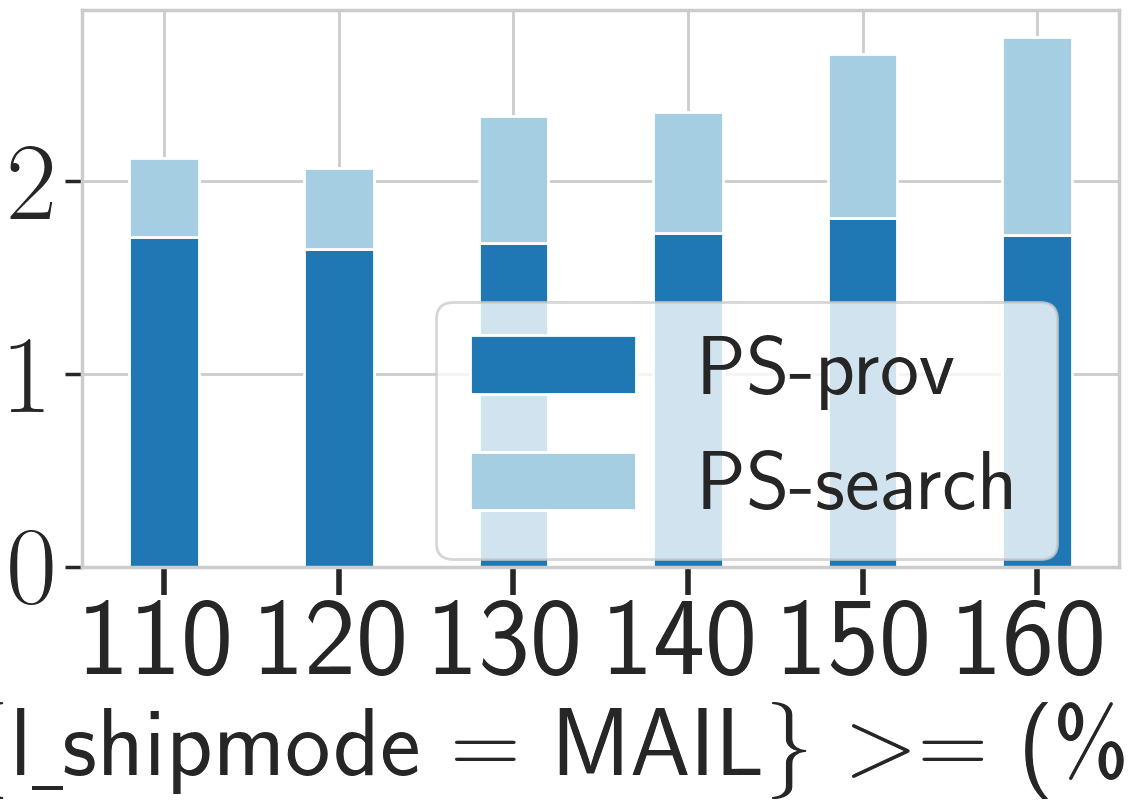 2
1
0
PS-prov
PS-search
110 120 130 140 150 160
{l_shipmode = MAIL} >= (%